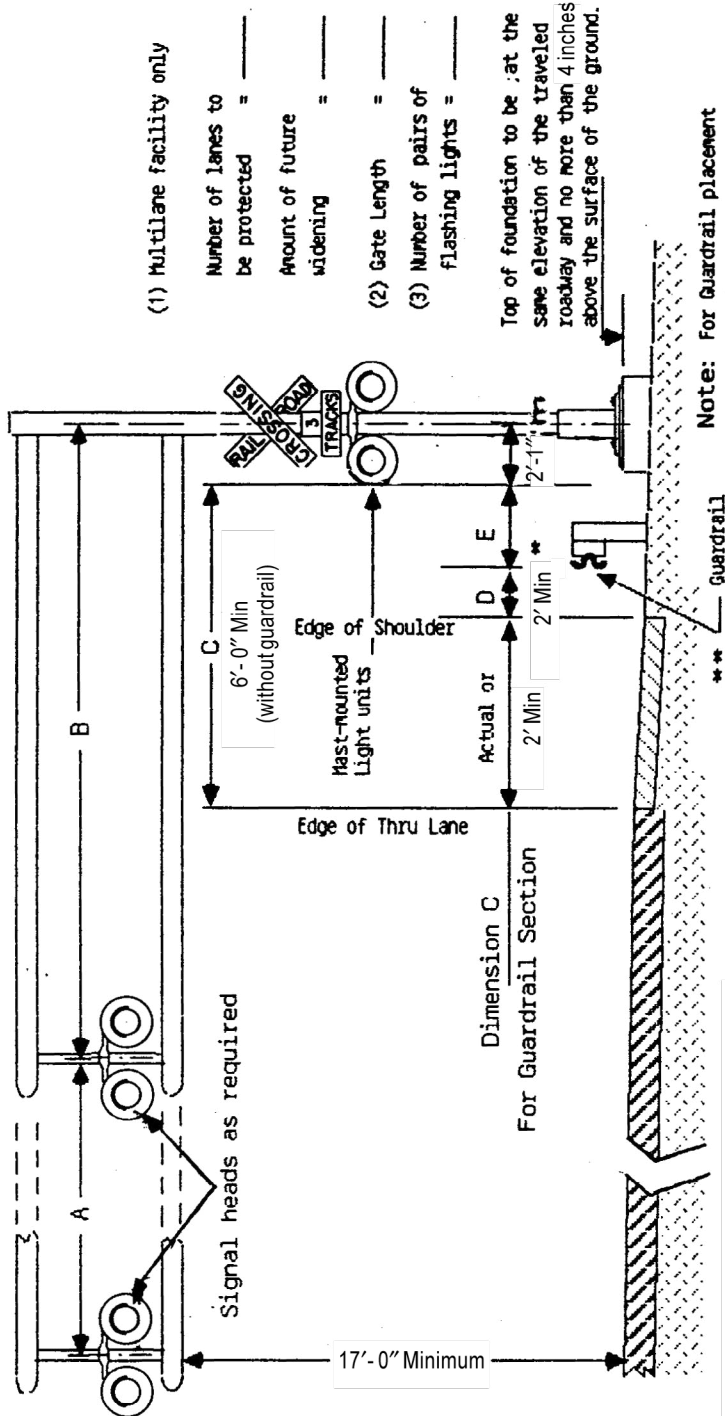 (1) Multilane facility only
Number of lanes to
be protected =
Amount of future
widening =
(2) Gate Length =
(3) Number of pairs of
flashing lights =
Top of foundation to be ; at the
same elevation of the traveled
roadway and no more than 4 inches
above the surface of the ground.
Note: For Guardrail placement
RAIL ROAD
CROSSING
3
TRACKS
B
A
C
6'-0" Min
(without guardrail)
Signal heads as required
Mast-mounted
Light units
Edge of Shoulder
Edge of Thru Lane
2'-1"
E
D
2' Min **
Actual or
2' Min
Dimension C
For Guardrail Section
17'-0" Minimum
** Guardrail